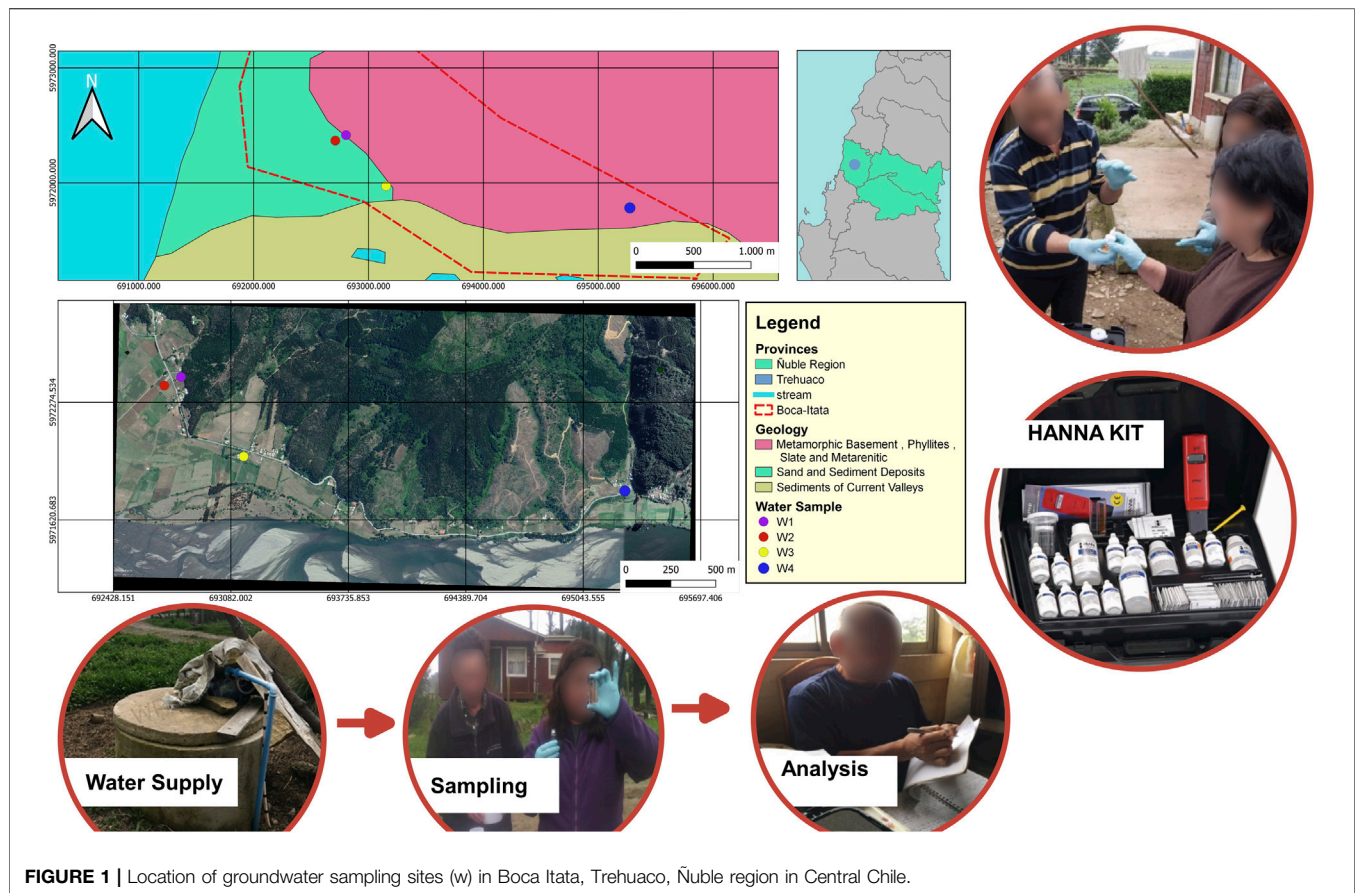 N
5973000.000
5972000.000
0 500 1.000 m
691000.000 692000.000 693000.000 694000.000 695000.000 696000.000
5972274.534
5971620.683
0 250 500 m
692428.151 693082.002 693735.853 694389.704 695043.555 695697.406
Legend
Provinces
Ñuble Region
Trehuaco
stream
Boca-Itata
Geology
Metamorphic Basement , Phyllites ,
Slate and Metarenitic
Sand and Sediment Deposits
Sediments of Current Valleys
Water Sample
W1
W2
W3
W4
HANNA KIT
Water Supply
Sampling
Analysis
FIGURE 1 | Location of groundwater sampling sites (w) in Boca Itata, Trehuaco, Ñuble region in Central Chile.